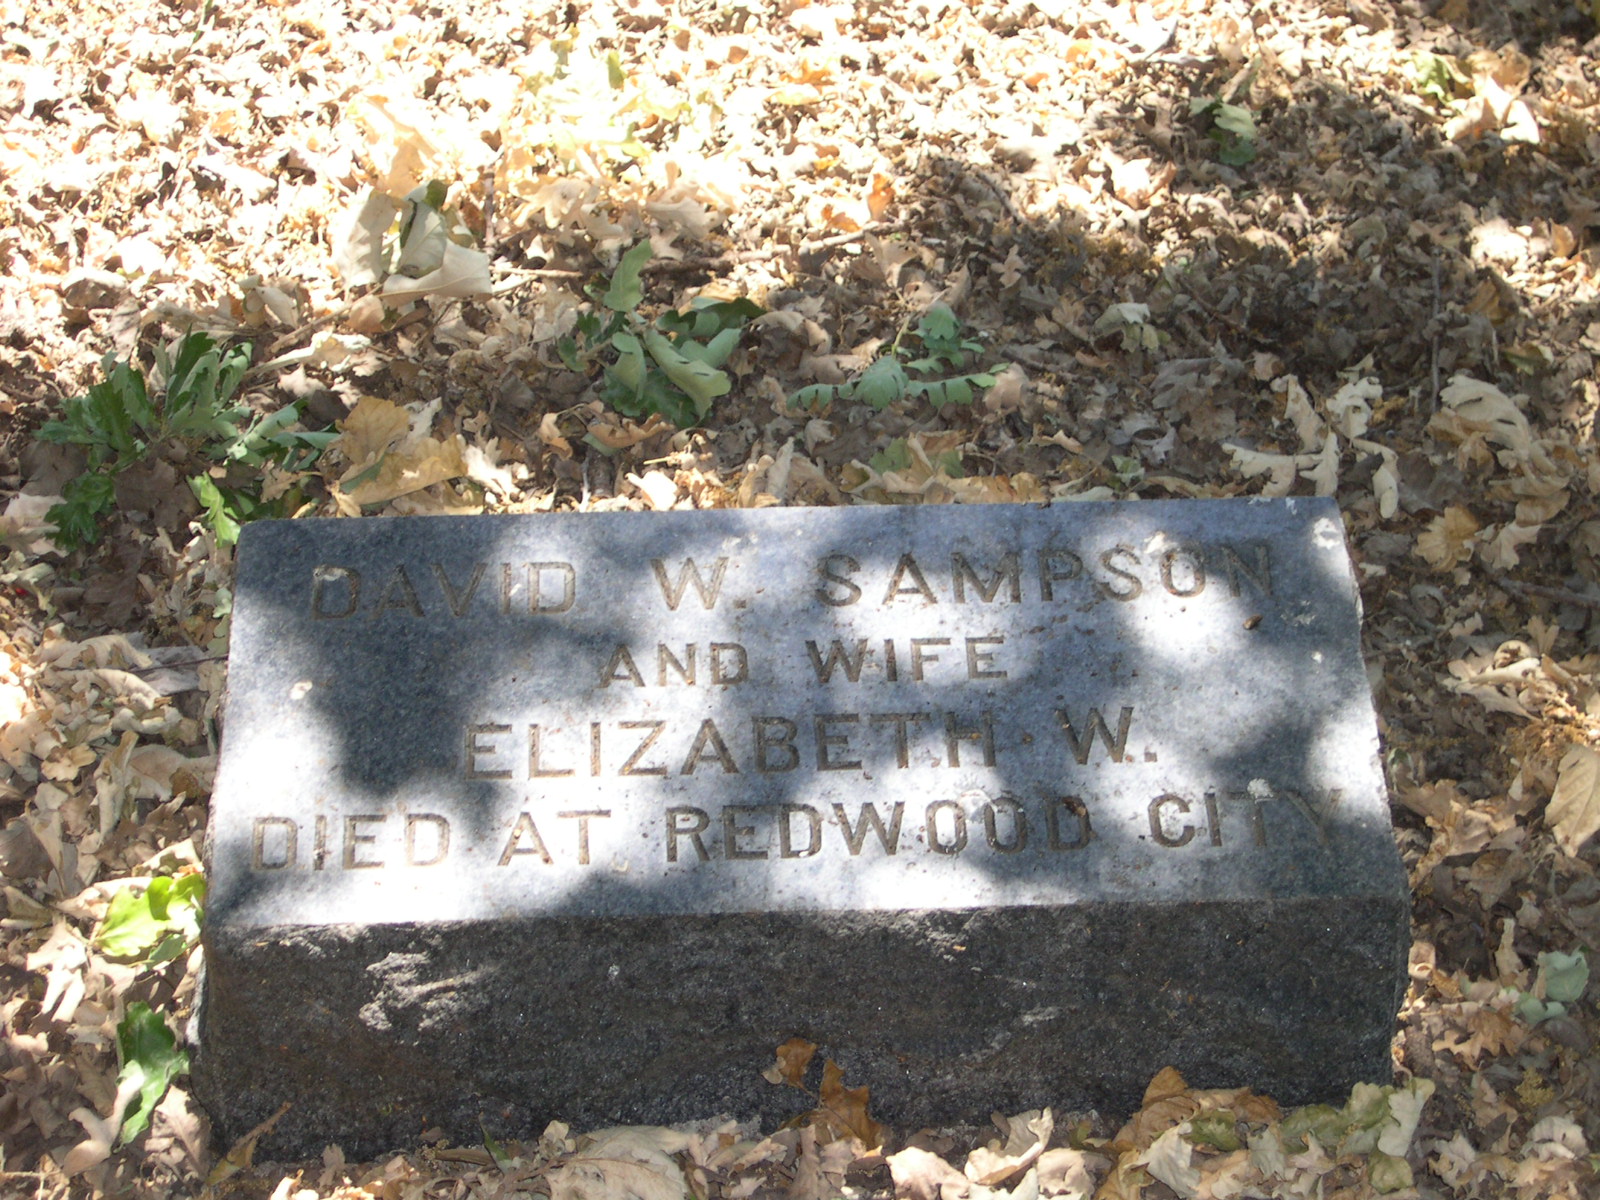 DAVID W. SAMPSON
AND WIFE
ELIZABETH W.
DIED AT REDWOOD CITY